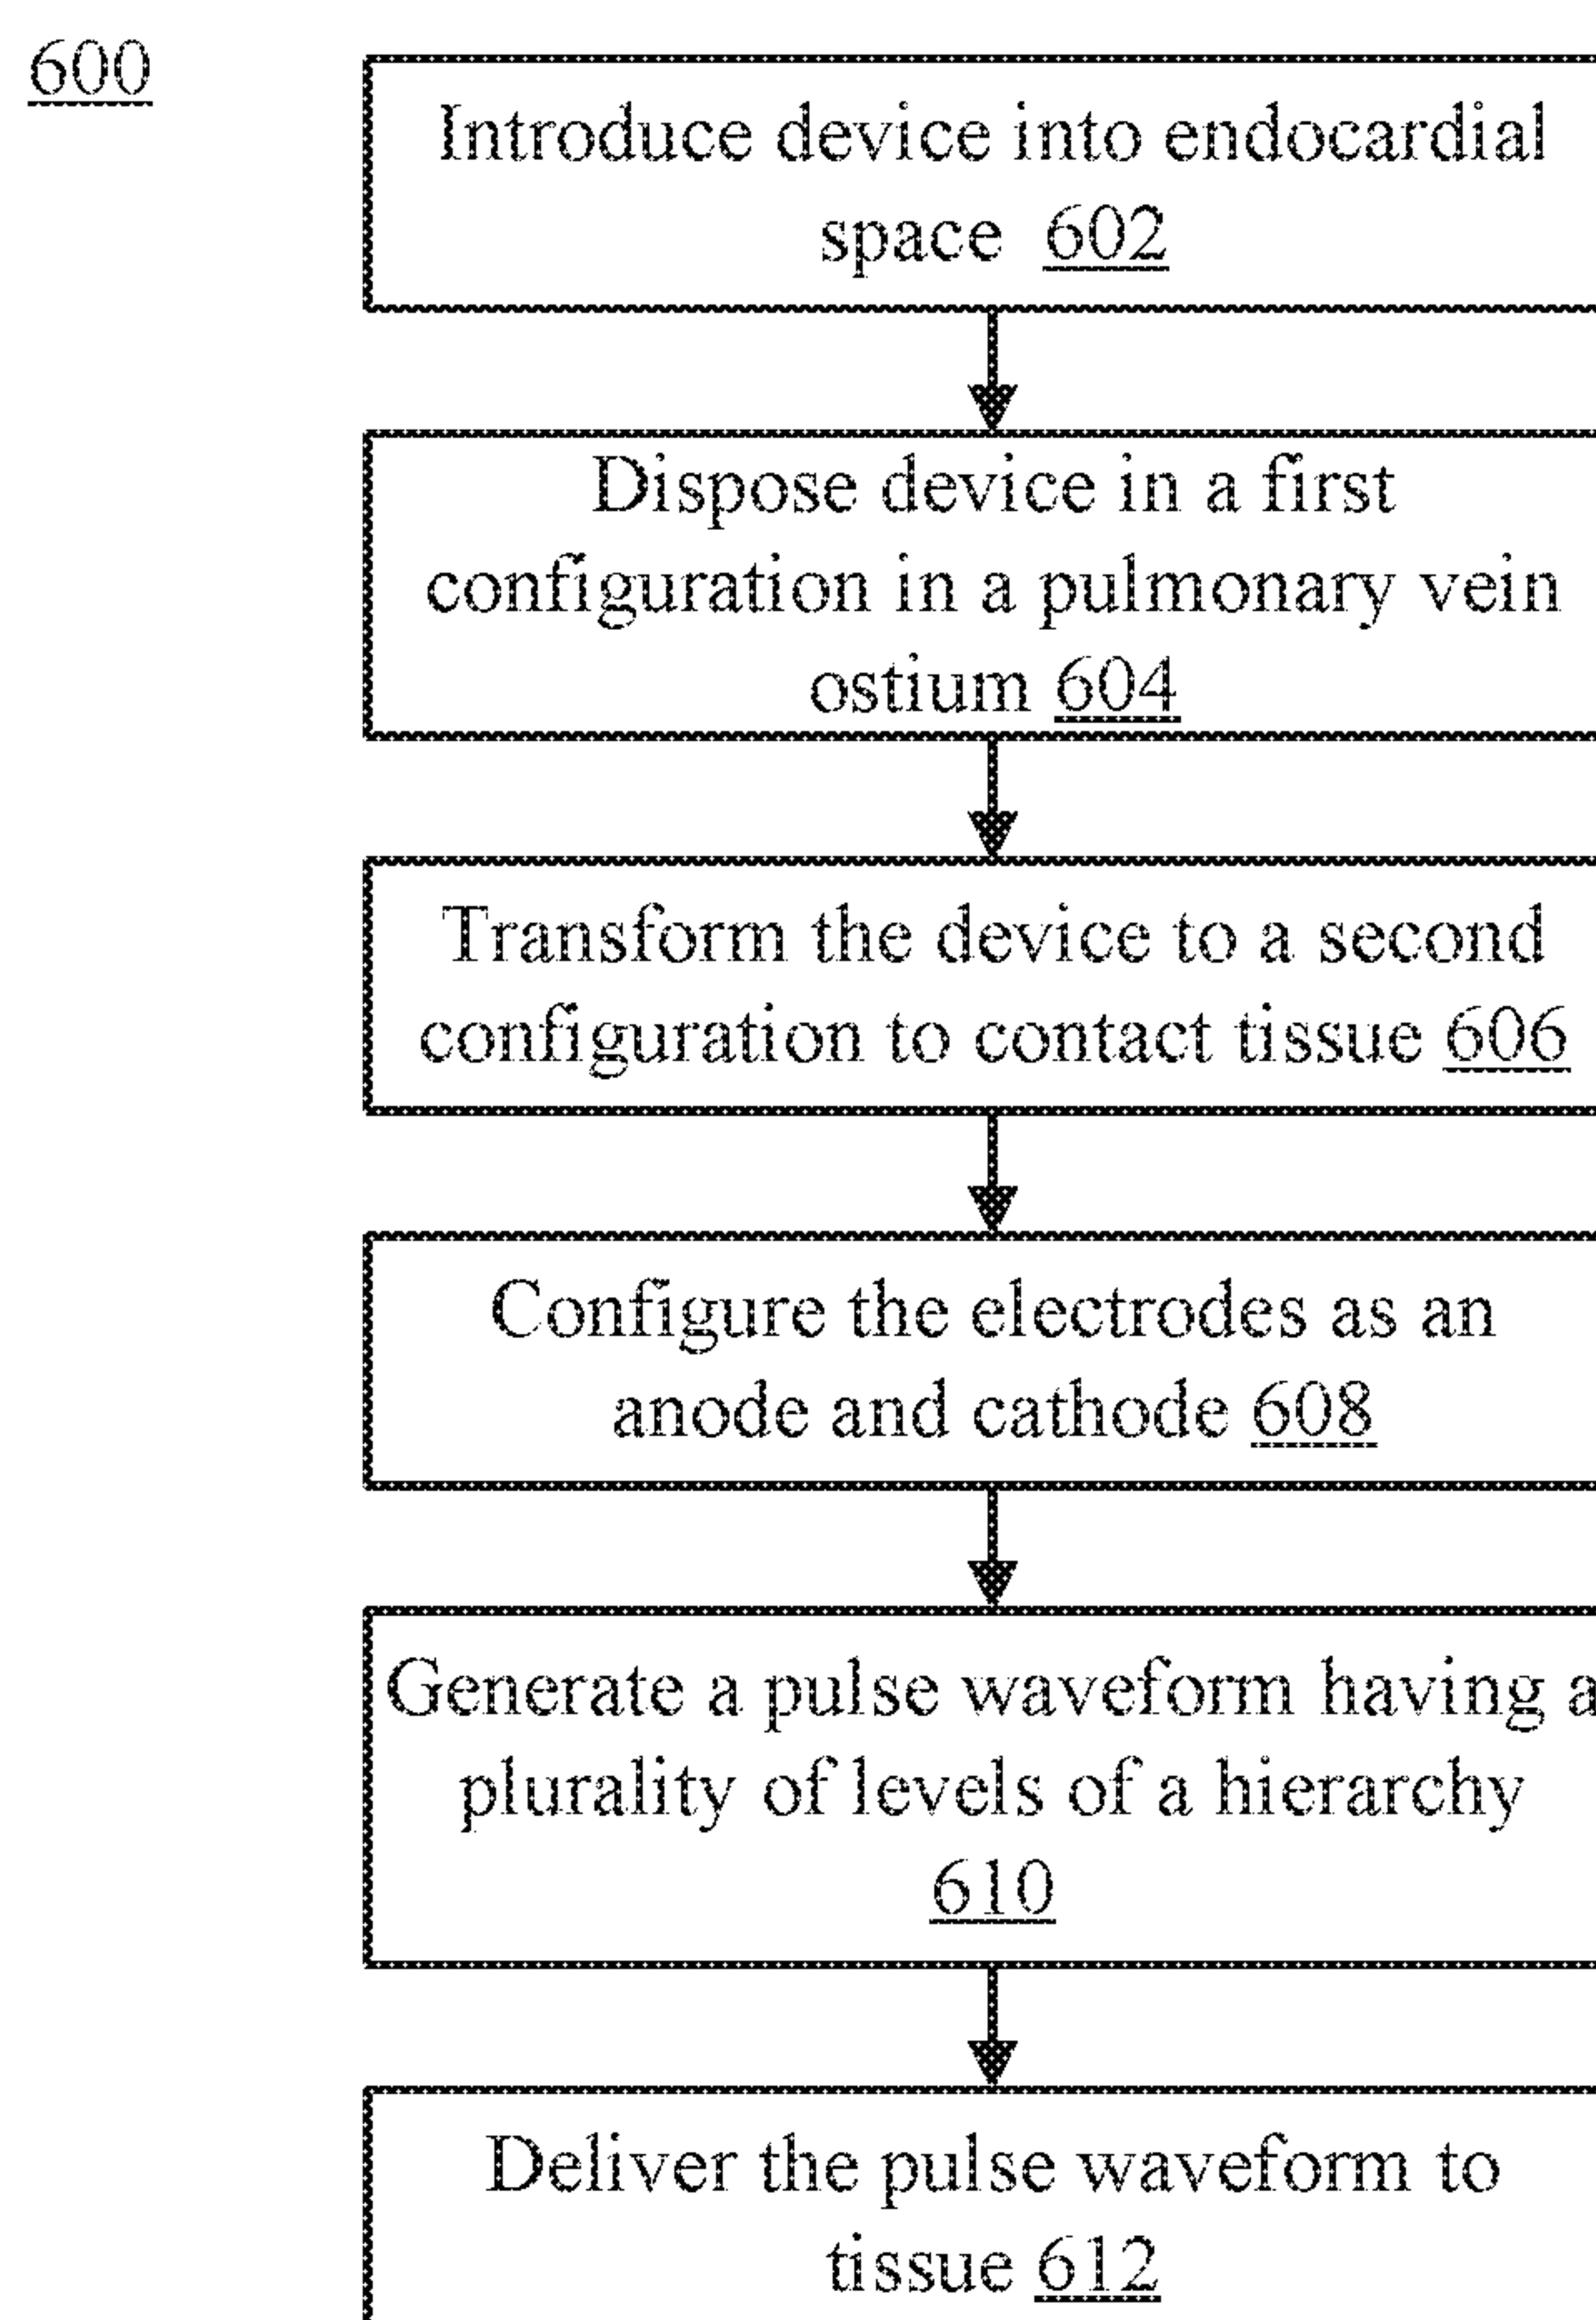 600
Introduce device into endocardial
space 602
Dispose device in a first
configuration in a pulmonary vein
ostium 604
Transform the device to a second
configuration to contact tissue 606
Configure the electrodes as an
anode and cathode 608
Generate a pulse waveform having a
plurality of levels of a hierarchy
610
Deliver the pulse waveform to
tissue 612